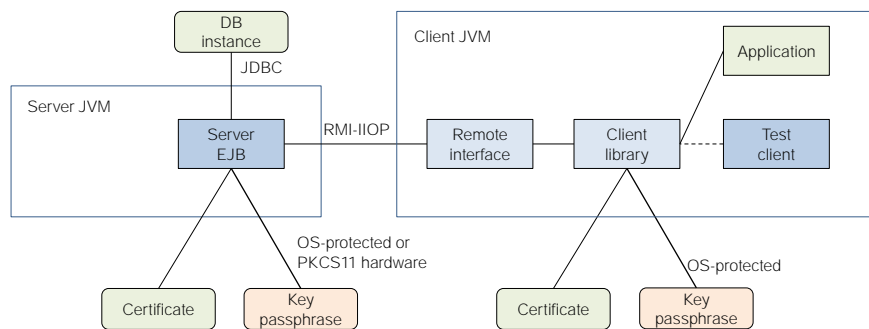 DB
instance
JDBC
Server JVM
Server
EJB
RMI-IIOP
Client JVM
Remote
interface
Client
library
Application
Test
client
OS-protected or
PKCS11 hardware
Certificate
Key
passphrase
OS-protected
Certificate
Key
passphrase